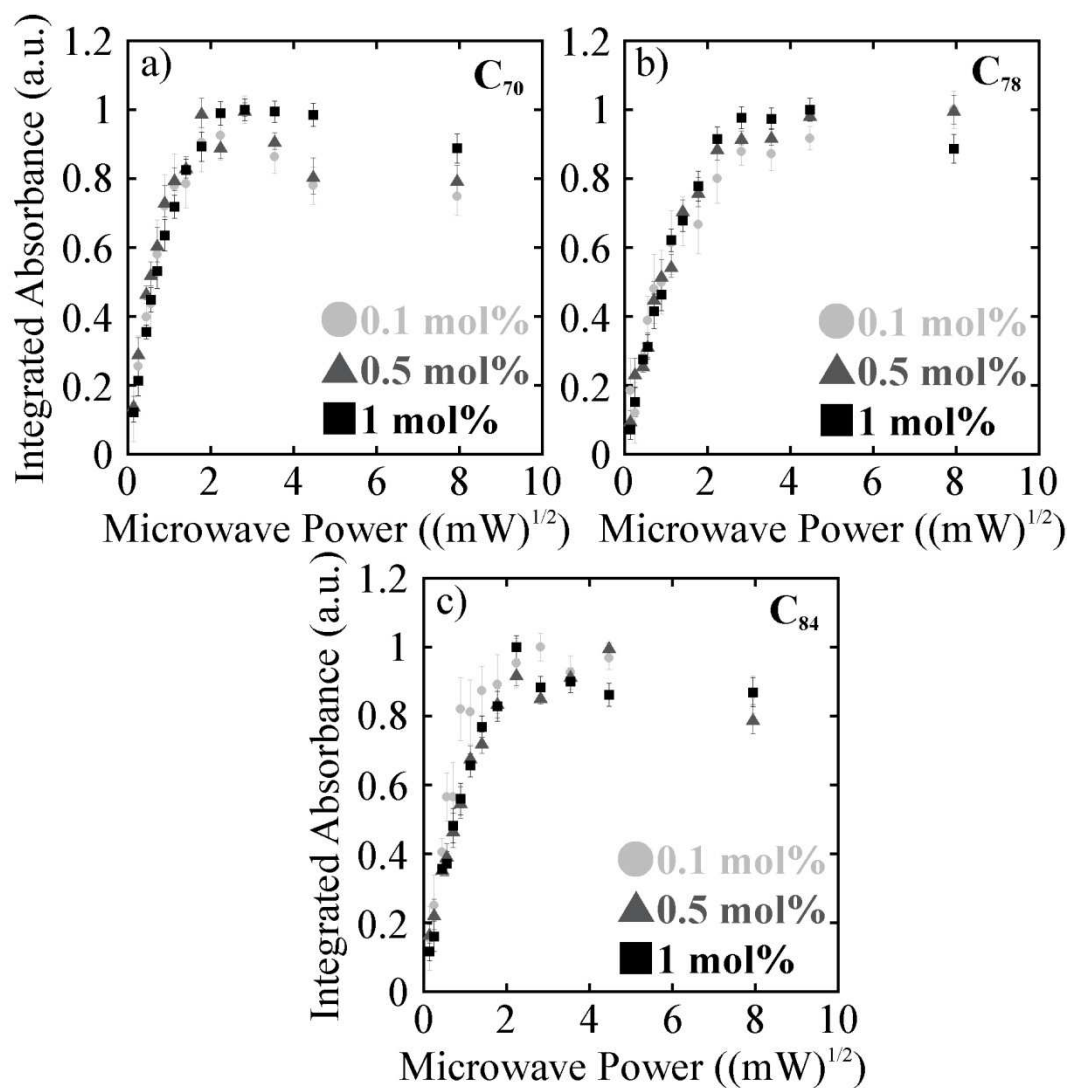 Integrated Absorbance (a.u.)
1.2
1
0.8
0.6
0.4
0.2
0
a)
C70
0.1 mol%
0.5 mol%
1 mol%
0 2 4 6 8 10
Microwave Power ((mW)1/2)
1.2
1
0.8
0.6
0.4
0.2
0
b)
C78
0.1 mol%
0.5 mol%
1 mol%
0 2 4 6 8 10
Microwave Power ((mW)1/2)
Integrated Absorbance (a.u.)
1.2
1
0.8
0.6
0.4
0.2
0
c)
C84
0.1 mol%
0.5 mol%
1 mol%
0 2 4 6 8 10
Microwave Power ((mW)1/2)